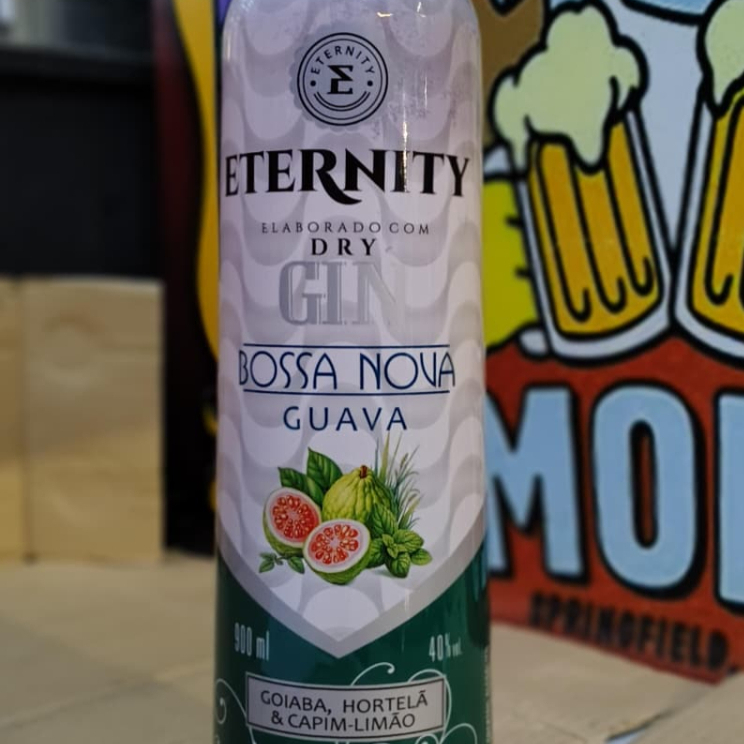 ETERNITY
Σ
ETERNITY
ELABORADO COM
DRY
GIN
BOSSA NOVA
GUAVA
900 ml
40% vol.
GOIABA, HORTELÃ
& CAPIM-LIMÃO
MO
SPRINGFIELD,